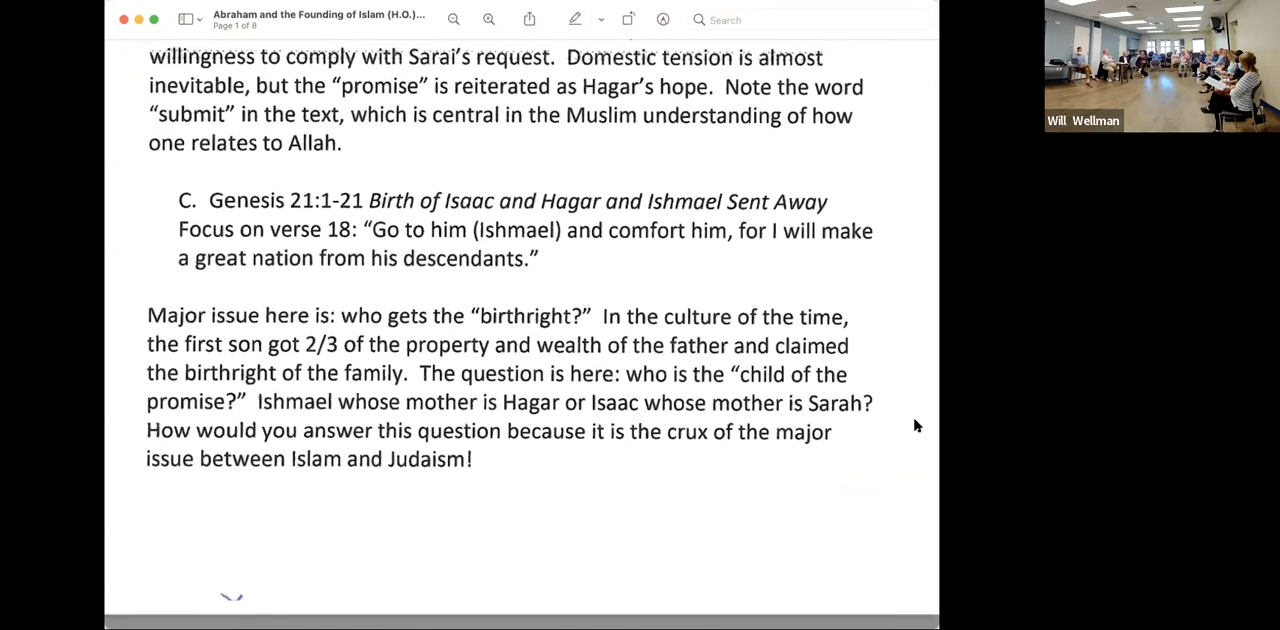 Abraham and the Founding of Islam (H.O.)...
Page 1 of 8
Search
willingness to comply with Sarai's request. Domestic tension is almost
inevitable, but the “promise” is reiterated as Hagar's hope. Note the word
“submit” in the text, which is central in the Muslim understanding of how
one relates to Allah.
C. Genesis 21:1-21 Birth of Isaac and Hagar and Ishmael Sent Away
Focus on verse 18: “Go to him (Ishmael) and comfort him, for I will make
a great nation from his descendants.”
Major issue here is: who gets the “birthright?” In the culture of the time,
the first son got 2/3 of the property and wealth of the father and claimed
the birthright of the family. The question is here: who is the “child of the
promise?” Ishmael whose mother is Hagar or Isaac whose mother is Sarah?
How would you answer this question because it is the crux of the major
issue between Islam and Judaism!
Will Wellman